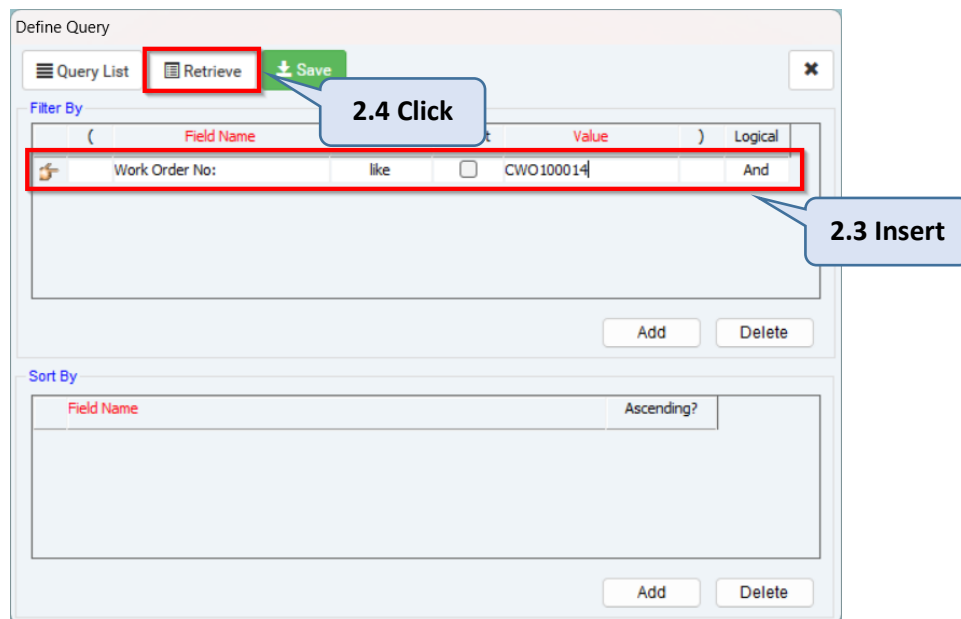 Define Query
Query List Retrieve Save
2.4 Click
Filter By
( Field Name t Value ) Logical
Work Order No: like CWO100014 And
2.3 Insert
Add Delete
Sort By
Field Name Ascending?
Add Delete